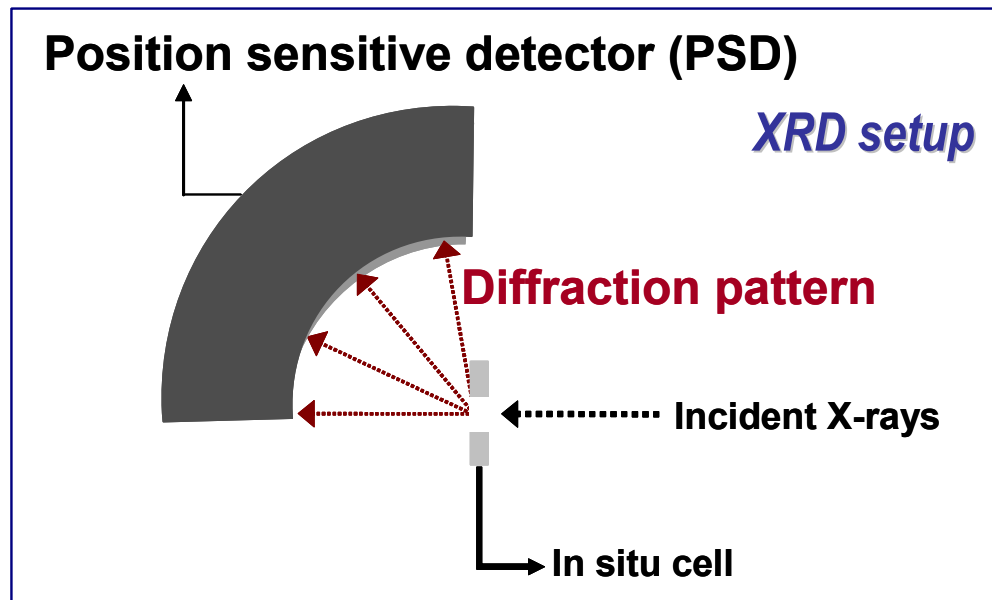 Position sensitive detector (PSD)
XRD setup
Diffraction pattern
Incident X-rays
In situ cell